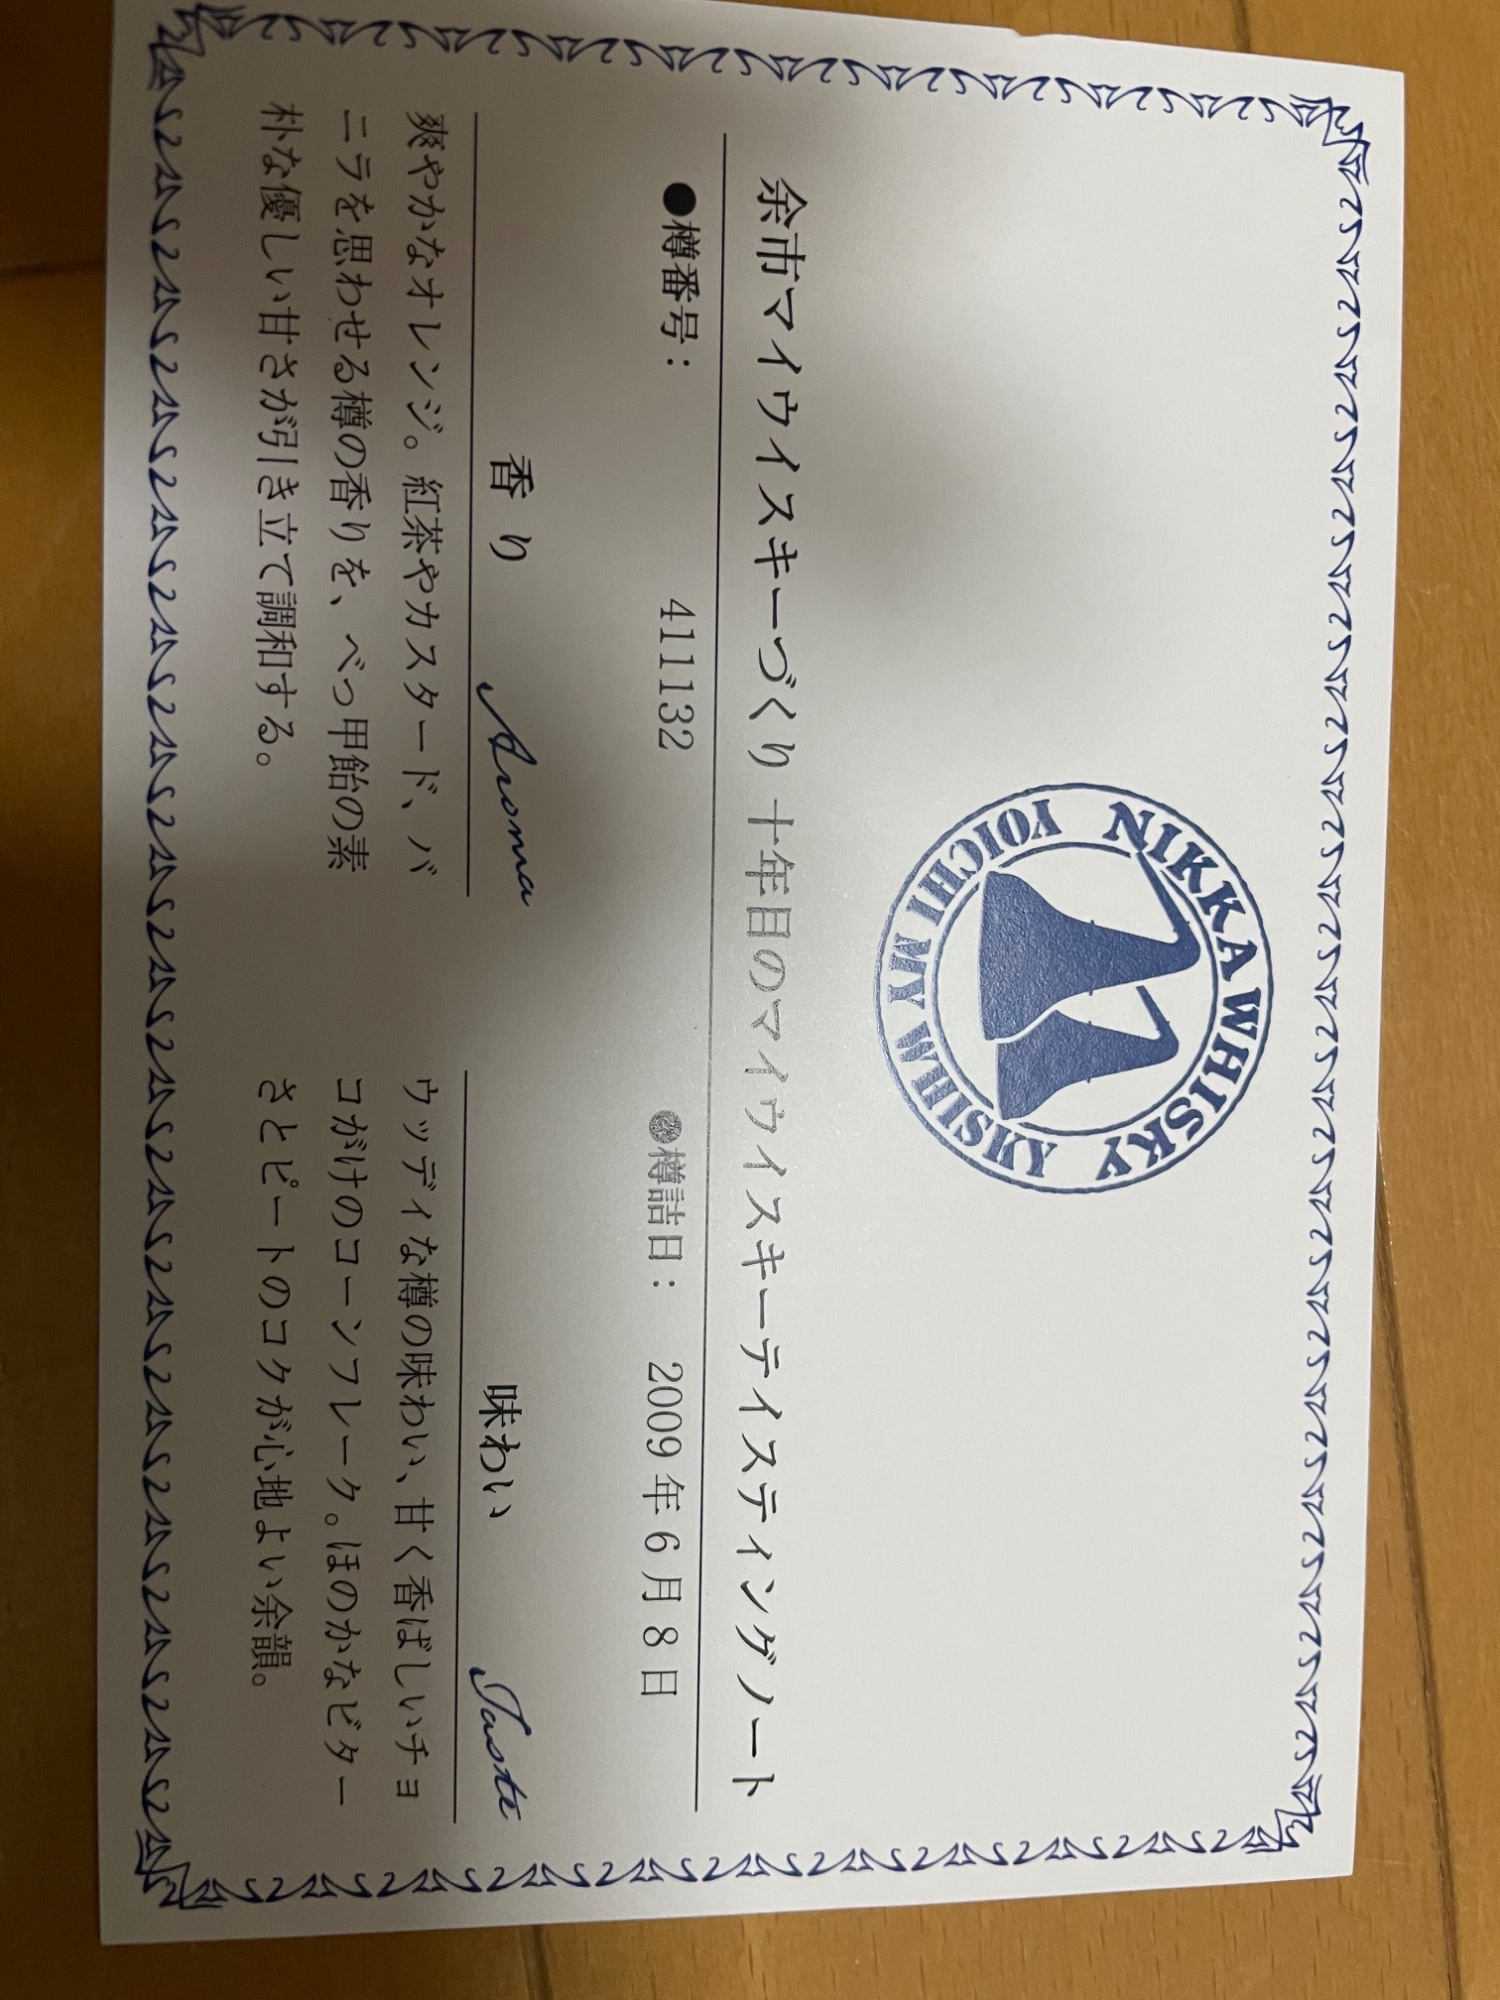 NIKKA WHISKY
YOICHI MY WHISKY
余市マイウイスキーづくり 十年目のマイウイスキーテイスティングノート
●樽番号： 411132 ●樽詰日： 2009年6月8日
香り Aroma
爽やかなオレンジ。紅茶やカスタード、バ
ニラを思わせる樽の香りを、べっ甲飴の素
朴な優しい甘さが引き立て調和する。
味わい Taste
ウッディな樽の味わい、甘く香ばしいチョ
コがけのコーンフレーク。ほのかなビター
さとピートのコクが心地よい余韻。